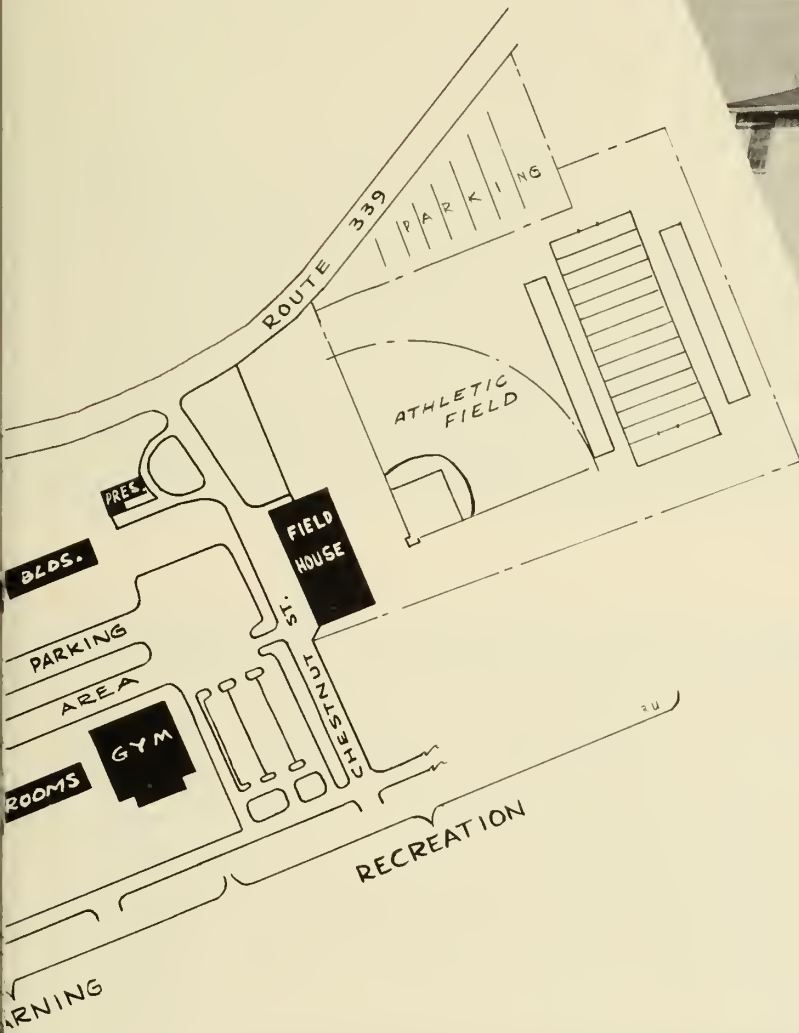 ROUTE 339
PARKING
ATHLETIC
FIELD
PRES.
FIELD
HOUSE
BLDS.
PARKING
AREA
CHESTNUT ST.
GYM
ROOMS
RECREATION
ARNING